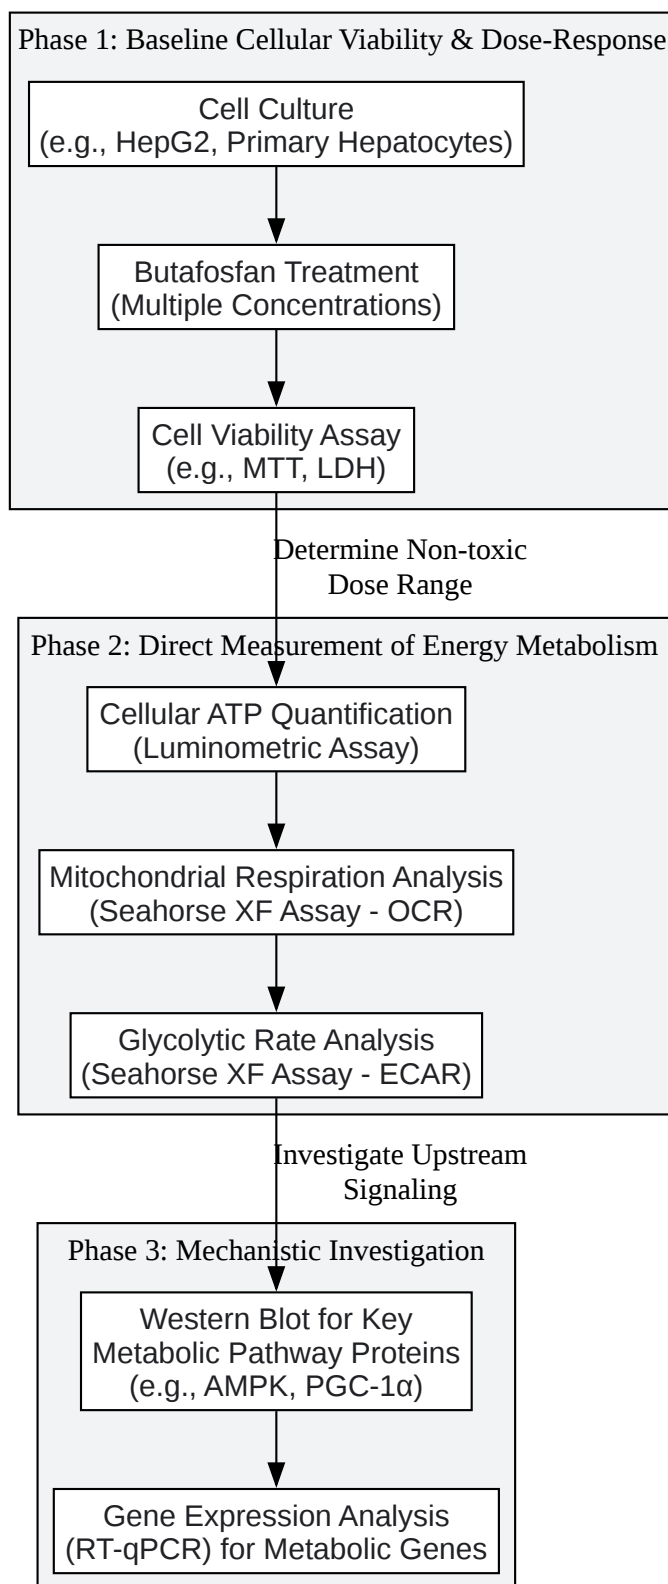 Phase 1: Baseline Cellular Viability & Dose-Response
Cell Culture
(e.g., HepG2, Primary Hepatocytes)
Butafosfan Treatment
(Multiple Concentrations)
Cell Viability Assay
(e.g., MTT, LDH)
Determine Non-toxic
Dose Range
Phase 2: Direct Measurement of Energy Metabolism
Cellular ATP Quantification
(Luminometric Assay)
Mitochondrial Respiration Analysis
(Seahorse XF Assay - OCR)
Glycolytic Rate Analysis
(Seahorse XF Assay - ECAR)
Investigate Upstream
Signaling
Phase 3: Mechanistic Investigation
Western Blot for Key
Metabolic Pathway Proteins
(e.g., AMPK, PGC-1α)
Gene Expression Analysis
(RT-qPCR) for Metabolic Genes